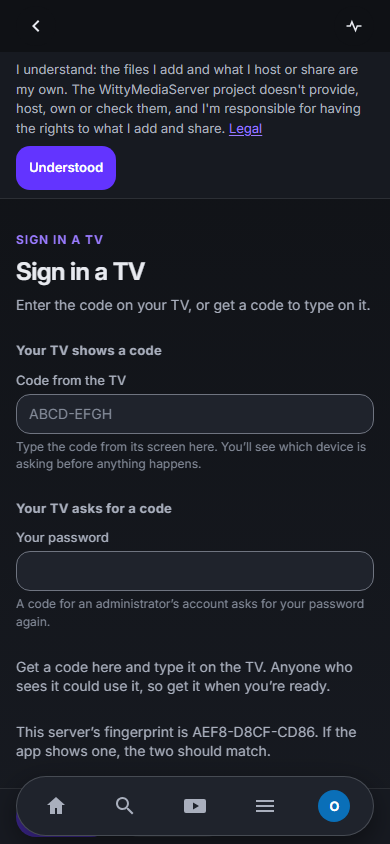 I understand: the files I add and what I host or share are
my own. The WittyMediaServer project doesn't provide,
host, own or check them, and I'm responsible for having
the rights to what I add and share. Legal
Understood
SIGN IN A TV
Sign in a TV
Enter the code on your TV, or get a code to type on it.
Your TV shows a code
Code from the TV
ABCD-EFGH
Type the code from its screen here. You’ll see which device is
asking before anything happens.
Your TV asks for a code
Your password
A code for an administrator’s account asks for your password
again.
Get a code here and type it on the TV. Anyone who
sees it could use it, so get it when you’re ready.
This server’s fingerprint is AEF8-D8CF-CD86. If the
app shows one, the two should match.
O